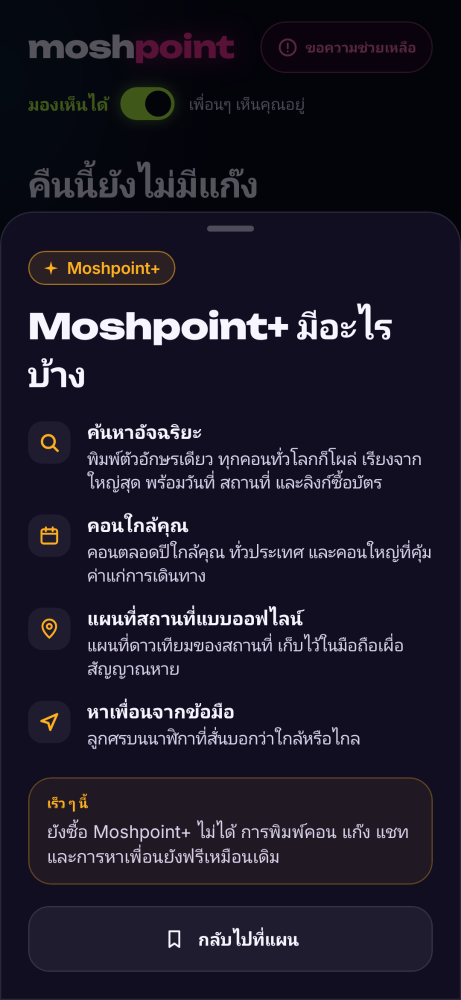 moshpoint
ขอความช่วยเหลือ
มองเห็นได้
เพื่อนๆ เห็นคุณอยู่
คืนนี้ยังไม่มีแก๊ง
Moshpoint+
Moshpoint+ มีอะไร
บ้าง
ค้นหาอัจฉริยะ
พิมพ์ตัวอักษรเดียว ทุกคอนทั่วโลกก็โผล่ เรียงจาก
ใหญ่สุด พร้อมวันที่ สถานที่ และลิงก์ซื้อบัตร
คอนใกล้คุณ
คอนตลอดปีใกล้คุณ ทั่วประเทศ และคอนใหญ่ที่คุ้ม
ค่าแก่การเดินทาง
แผนที่สถานที่แบบออฟไลน์
แผนที่ดาวเทียมของสถานที่ เก็บไว้ในมือถือเผื่อ
สัญญาณหาย
หาเพื่อนจากข้อมือ
ลูกศรบนนาฬิกาที่สั่นบอกว่าใกล้หรือไกล
เร็ว ๆ นี้
ยังซื้อ Moshpoint+ ไม่ได้ การพิมพ์คอน แก๊ง แชท
และการหาเพื่อนยังฟรีเหมือนเดิม
กลับไปที่แผน